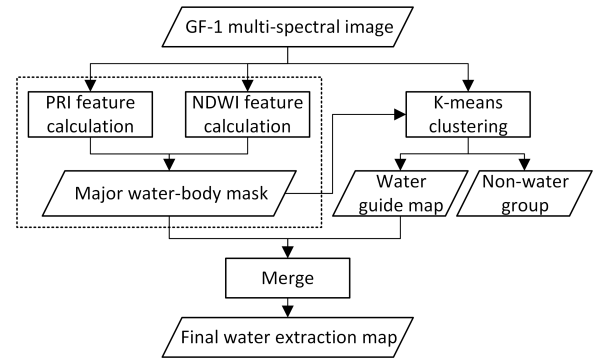 GF-1 multi-spectral image
PRI feature
calculation
NDWI feature
calculation
K-means
clustering
Major water-body mask
Water
guide map
Non-water
group
Merge
Final water extraction map